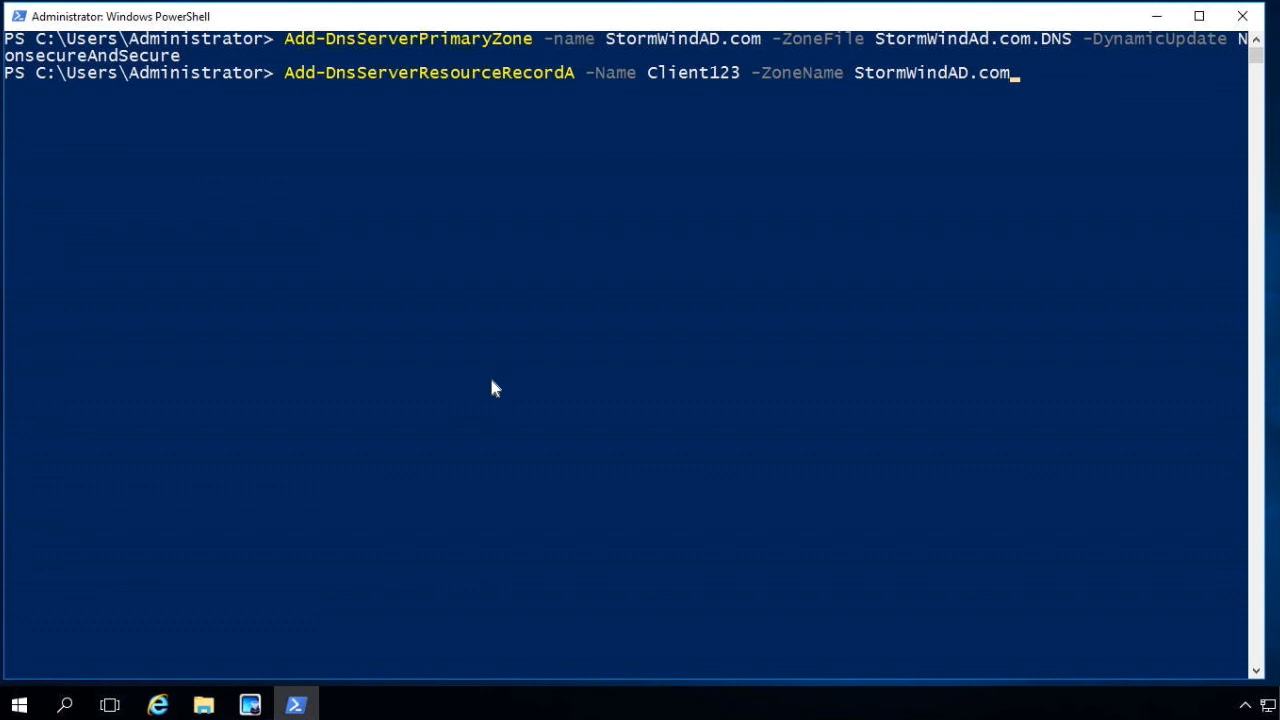 Administrator: Windows PowerShell
PS C:\Users\Administrator> Add-DnsServerPrimaryZone -name StormWindAD.com -ZoneFile StormWindAd.com.DNS -DynamicUpdate N
onsecureAndSecure
PS C:\Users\Administrator> Add-DnsServerResourceRecordA -Name Client123 -ZoneName StormWindAD.com